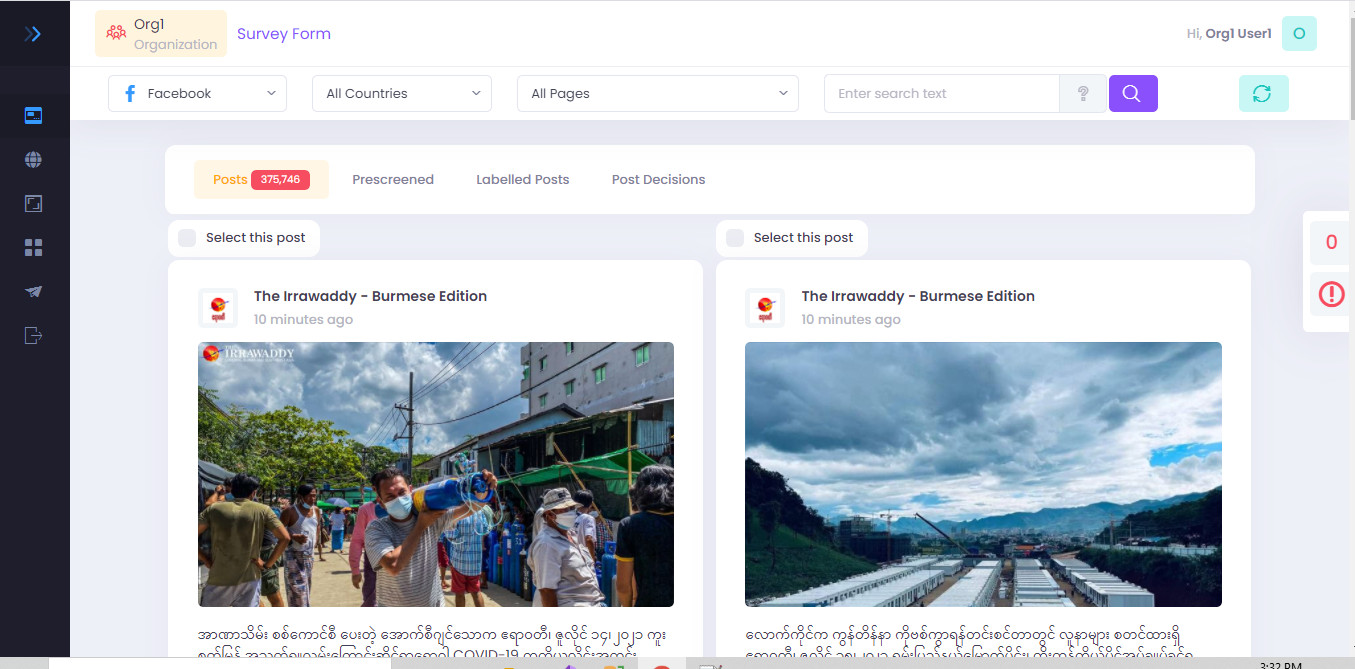 Org1
Organization
Survey Form
Hi, Org1 User1
O
Facebook
All Countries
All Pages
Enter search text
?
Posts 375,746
Prescreened
Labelled Posts
Post Decisions
0
Select this post
Select this post
The Irrawaddy - Burmese Edition
10 minutes ago
The Irrawaddy - Burmese Edition
10 minutes ago
IRRAWADDY
အာဏာသိမ်း စစ်ကောင်စီ ပေးတဲ့ အောက်စီဂျင်သောက ဧရာဝတီ၊ ဇူလိုင် ၁၄၊ ၂၀၂၁ ကူး
COVID-19
လောက်ကိုင်က ကွန်တိန်နာ ကိုဗစ်ကွာရန်တင်းစင်တာတွင် လူနာများ စတင်ထားရှိ
3:32 PM